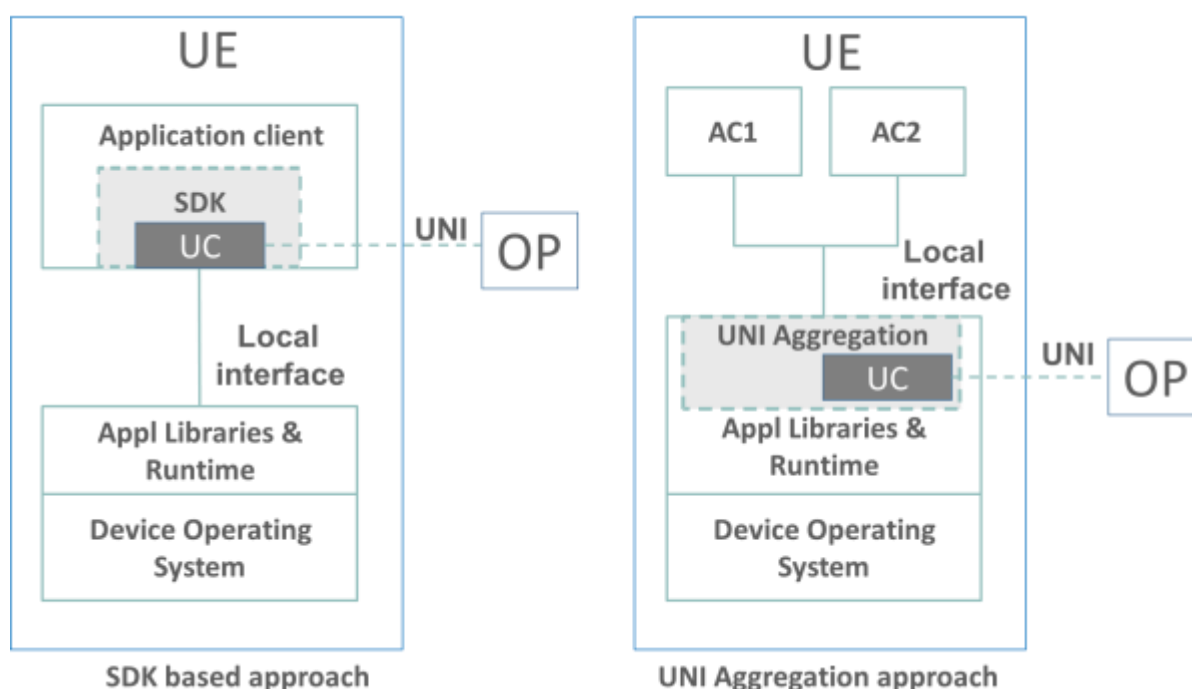 UE
Application client
SDK
UC
UNI
OP
Local
interface
Appl Libraries &
Runtime
Device Operating
System
SDK based approach
UE
AC1
AC2
Local
interface
UNI Aggregation
UC
UNI
OP
Appl Libraries &
Runtime
Device Operating
System
UNI Aggregation approach